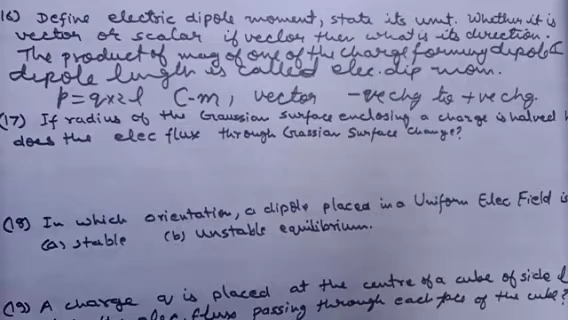 16) Define electric dipole moment, state its unit. Whether it is
vector or scalar if vector then what is its direction.
The product of mag of one of the charge forming dipole &
dipole length is called elec. dip mom.
P = q×2l C-m, vector -ve chg to +ve chg.
(17) If radius of the Gaussian surface enclosing a charge is halved h
does the elec flux through Grassian Surface change?
(18) In which orientation, a dipole placed in a Uniform Elec Field is
(a) stable (b) unstable equilibrium.
(19) A charge q is placed at the centre of a cube of side l
the elec. flux passing through each face of the cube?